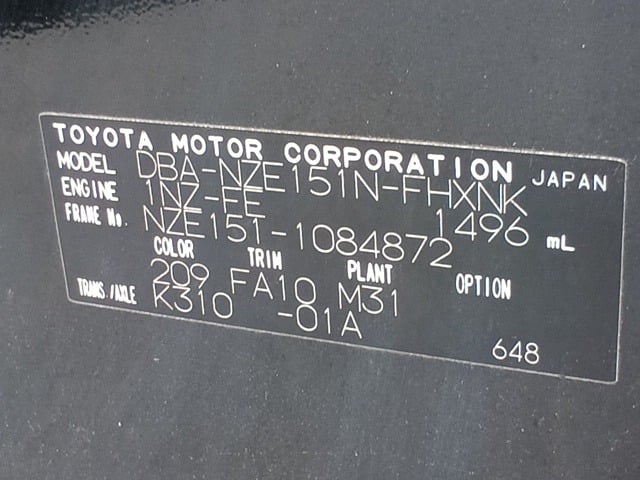 TOYOTA MOTOR CORPORATION JAPAN
MODEL DBA-NZE151N-FHXNK
ENGINE 1NZ-FE 1496 mL
FRAME No. NZE151-1084872
COLOR TRIM PLANT OPTION
209 FA10 M31
TRANS./AXLE K310 -01A
648